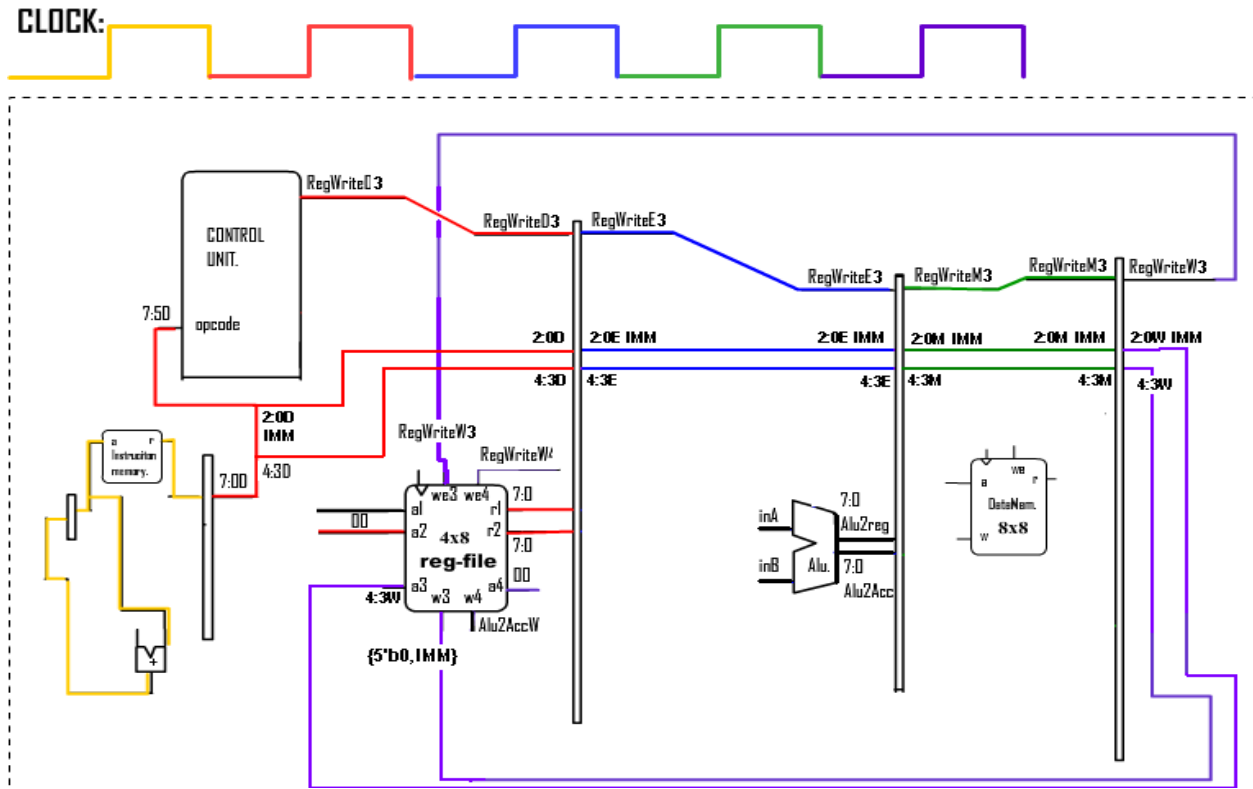 CLOCK:
RegWriteD3
RegWriteD3
RegWriteE3
CONTROL
UNIT.
RegWriteE3
RegWriteM3
RegWriteM3
RegWriteW3
7:5D
opcode
2:0D
2:0E IMM
2:0E IMM
2:0M IMM
2:0M IMM
2:0W IMM
4:3D
4:3E
4:3E
4:3M
4:3M
4:3W
2:0D
IMM
RegWriteW3
a r
Instruction
memory.
4:3D
7:0D
RegWriteW4
we3 we4
7:0
a1 r1
00
a2 r2
4x8
7:0
reg-file
00
a3 a4
4:3W
w3 w4
Alu2AccW
{5'b0,IMM}
+
7:0
inA
Alu2reg
inB
Alu.
7:0
Alu2Acc
we
a r
DataMem.
8x8
w